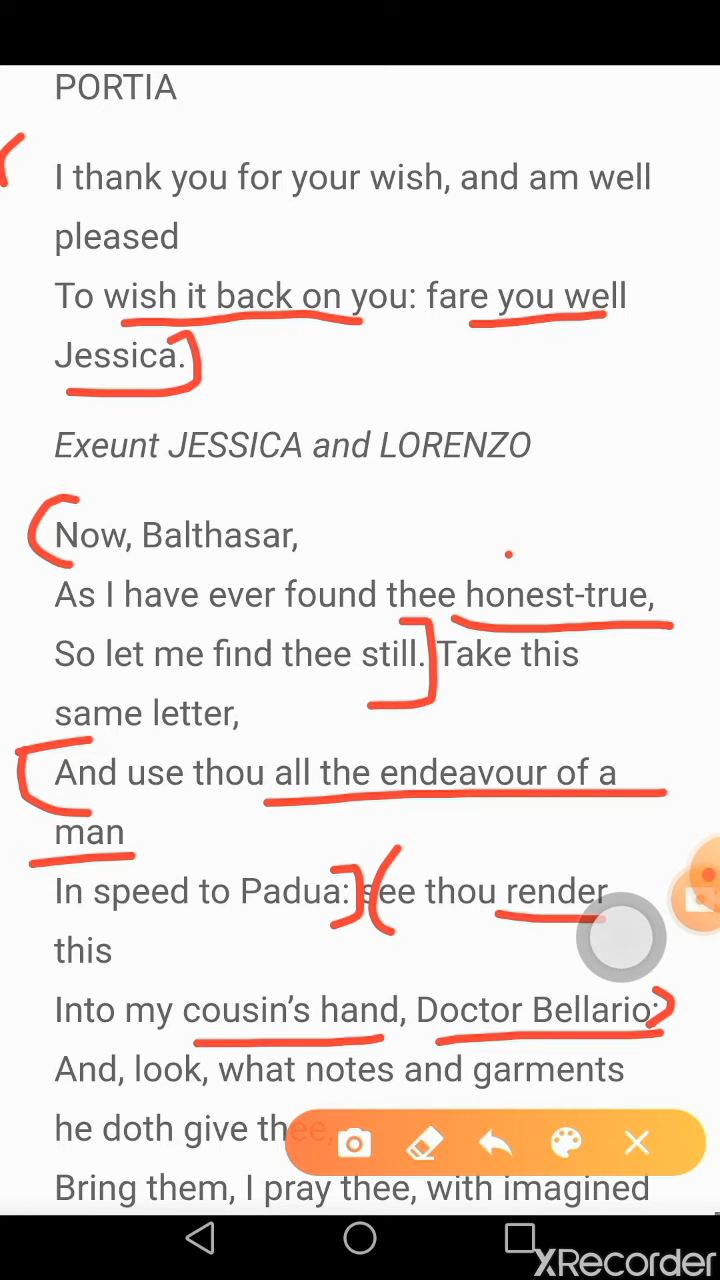 PORTIA
I thank you for your wish, and am well
pleased
To wish it back on you: fare you well
Jessica.
Exeunt JESSICA and LORENZO
Now, Balthasar,
As I have ever found thee honest-true,
So let me find thee still. Take this
same letter,
And use thou all the endeavour of a
man
In speed to Padua: see thou render
this
Into my cousin's hand, Doctor Bellario;
And, look, what notes and garments
he doth give thee,
Bring them, I pray thee, with imagined
XRecorder